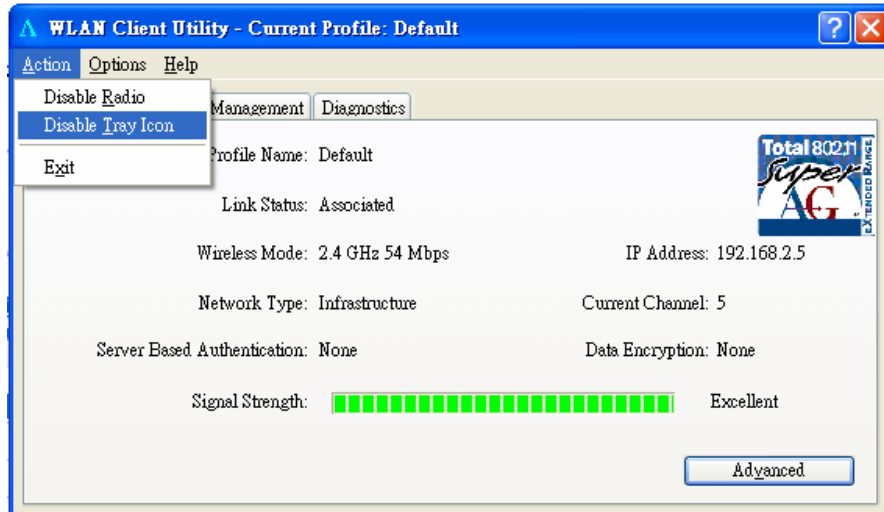 WLAN Client Utility - Current Profile: Default
Action Options Help
Disable Radio
Disable Tray Icon
Exit
Management Diagnostics
Profile Name: Default
Total 802.11
Super
AG
EXTENDED RANGE
Link Status: Associated
Wireless Mode: 2.4 GHz 54 Mbps
IP Address: 192.168.2.5
Network Type: Infrastructure
Current Channel: 5
Server Based Authentication: None
Data Encryption: None
Signal Strength:
Excellent
Advanced